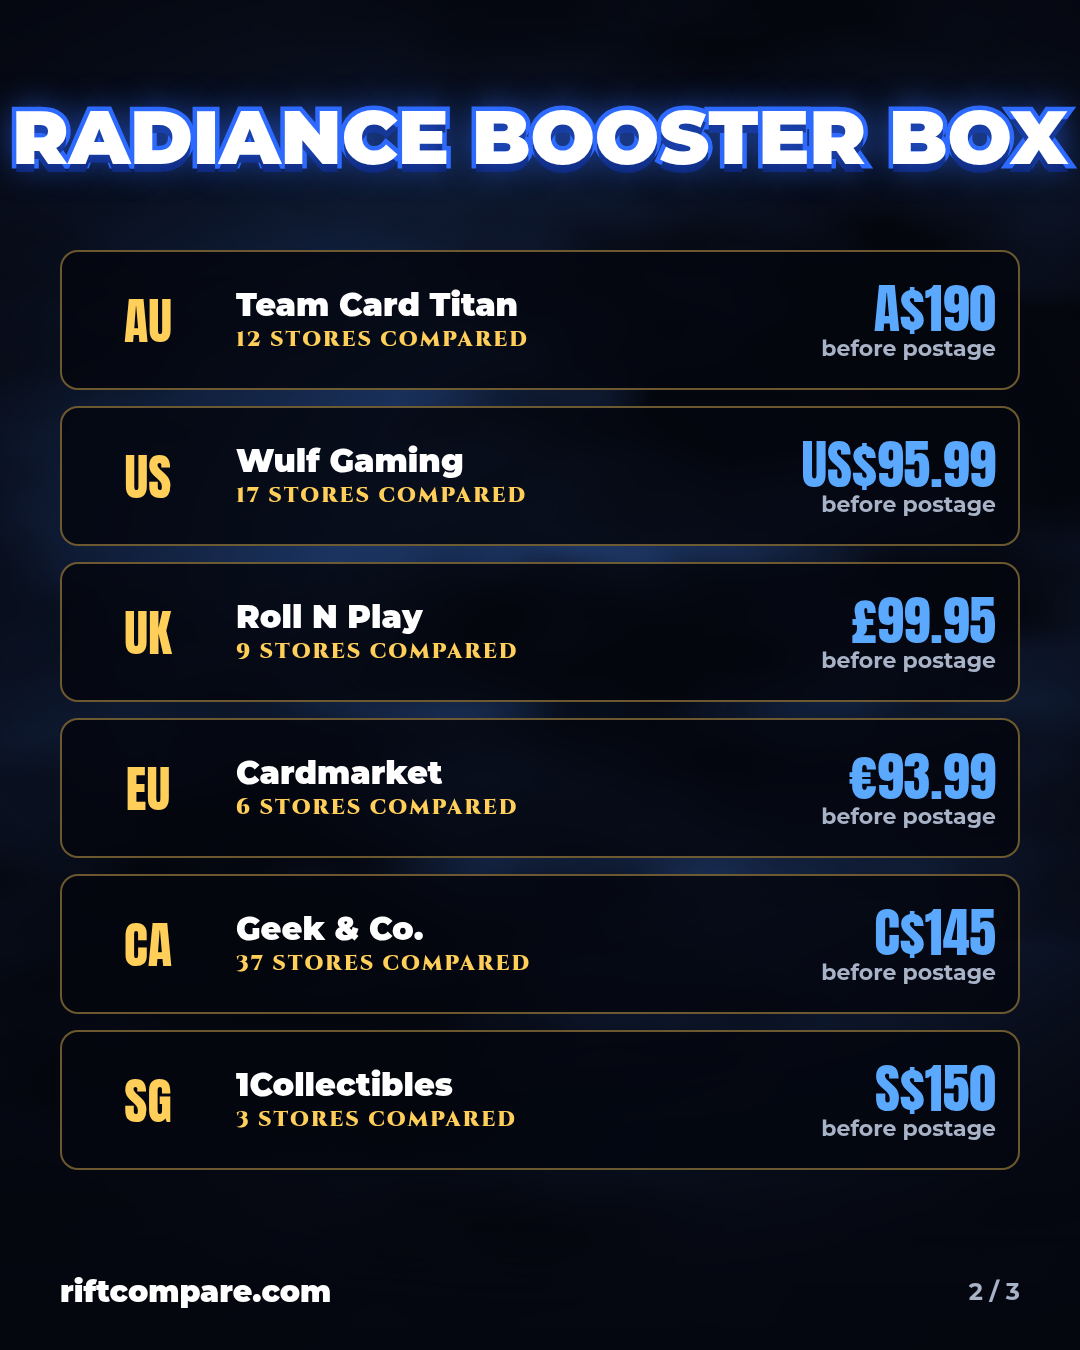 RADIANCE BOOSTER BOX
AU
Team Card Titan
12 STORES COMPARED
A$190
before postage
US
Wulf Gaming
17 STORES COMPARED
US$95.99
before postage
UK
Roll N Play
9 STORES COMPARED
£99.95
before postage
EU
Cardmarket
6 STORES COMPARED
€93.99
before postage
CA
Geek & Co.
37 STORES COMPARED
C$145
before postage
SG
1Collectibles
3 STORES COMPARED
S$150
before postage
riftcompare.com
2 / 3